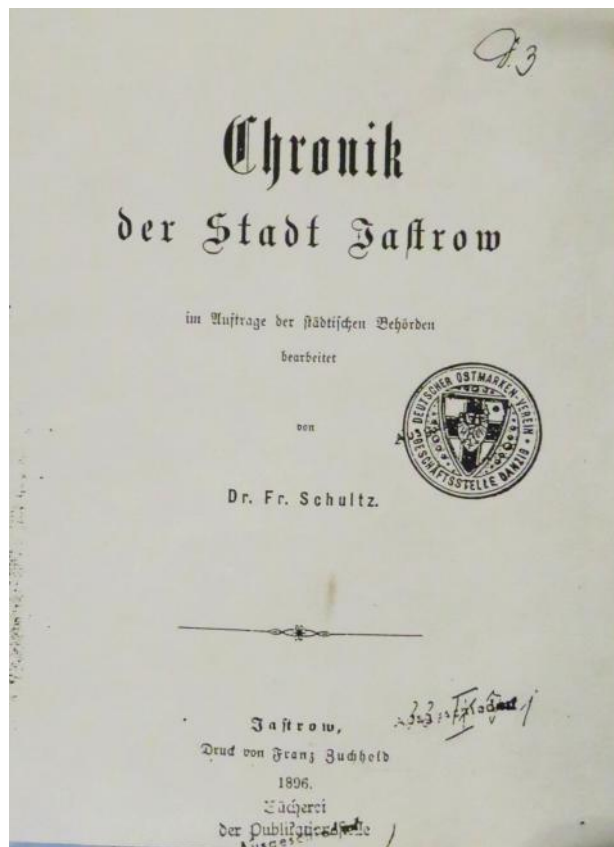 Chronik
der Stadt Jastrow
im Auftrage der städtischen Behörden
bearbeitet
von
DEUTSCHER OSTMARKEN-VEREIN
GESCHÄFTSSTELLE DANZIG
Dr. Fr. Schultz.
Jastrow,
Druck von Franz Zuchhold
1896.
Bücherei
der Publikationsstelle